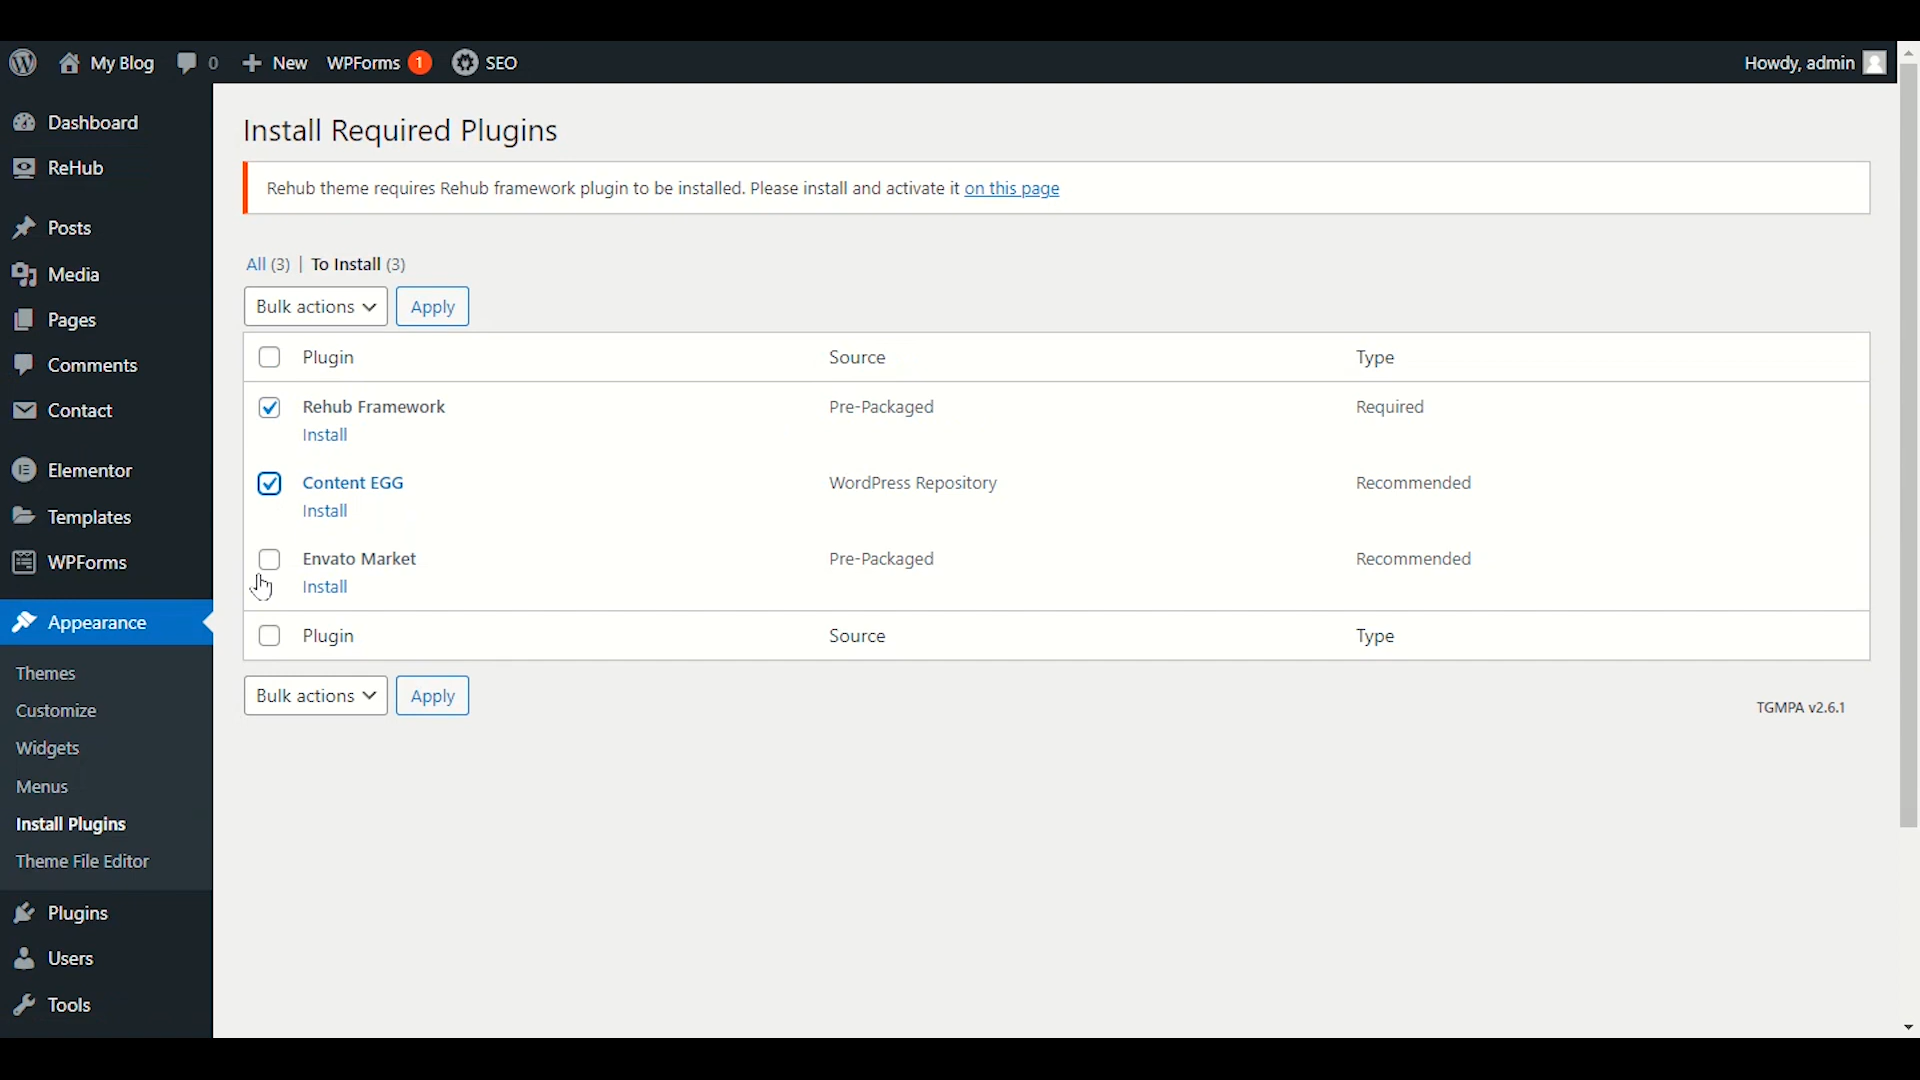 My Blog 0 New WPForms 1 SEO Howdy, admin
Dashboard
ReHub
Posts
Media
Pages
Comments
Contact
Elementor
Templates
WPForms
Appearance
Themes
Customize
Widgets
Menus
Install Plugins
Theme File Editor
Plugins
Users
Tools
Install Required Plugins
Rehub theme requires Rehub framework plugin to be installed. Please install and activate it on this page
All (3) | To Install (3)
Bulk actions Apply
Plugin Source Type
Rehub Framework Pre-Packaged Required
Install
Content EGG WordPress Repository Recommended
Install
Envato Market Pre-Packaged Recommended
Install
Plugin Source Type
Bulk actions Apply
TGMPA v2.6.1